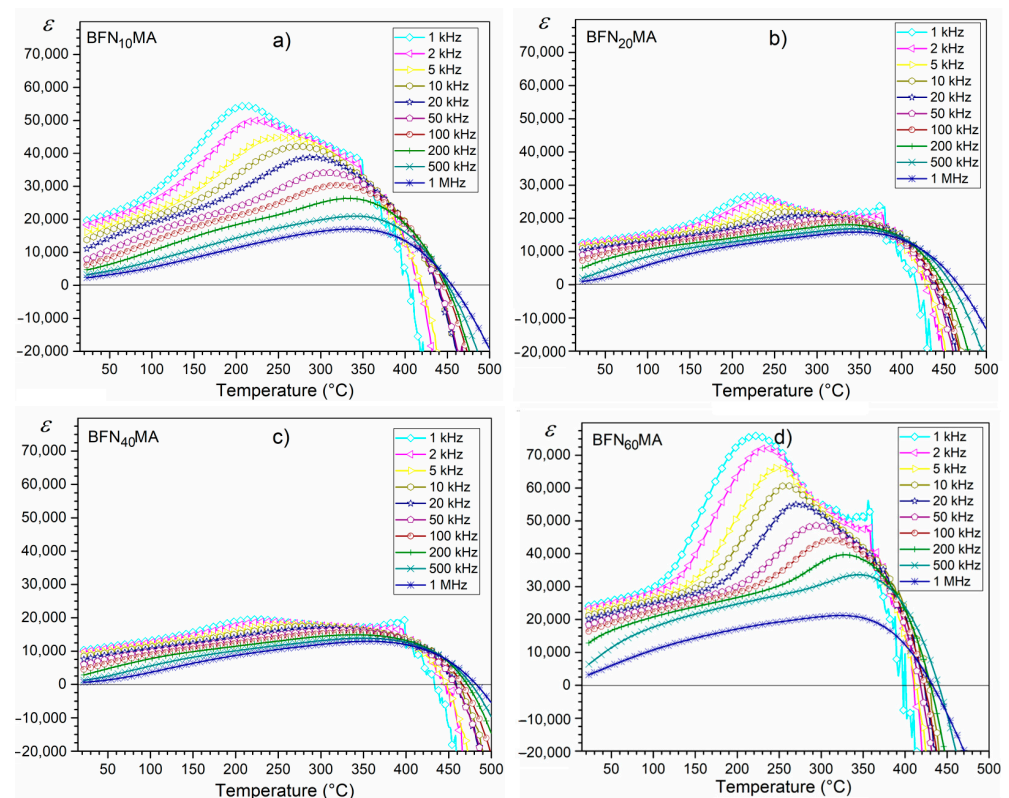 ε
BFN10MA
a)
70,000
60,000
50,000
40,000
30,000
20,000
10,000
0
−10,000
−20,000
1 kHz
2 kHz
5 kHz
10 kHz
20 kHz
50 kHz
100 kHz
200 kHz
500 kHz
1 MHz
50 100 150 200 250 300 350 400 450 500
Temperature (°C)
ε
BFN20MA
b)
70,000
60,000
50,000
40,000
30,000
20,000
10,000
0
−10,000
−20,000
1 kHz
2 kHz
5 kHz
10 kHz
20 kHz
50 kHz
100 kHz
200 kHz
500 kHz
1 MHz
50 100 150 200 250 300 350 400 450 500
Temperature (°C)
ε
BFN40MA
c)
70,000
60,000
50,000
40,000
30,000
20,000
10,000
0
−10,000
−20,000
1 kHz
2 kHz
5 kHz
10 kHz
20 kHz
50 kHz
100 kHz
200 kHz
500 kHz
1 MHz
50 100 150 200 250 300 350 400 450 500
Temperature (°C)
ε
BFN60MA
d)
70,000
60,000
50,000
40,000
30,000
20,000
10,000
0
−10,000
−20,000
1 kHz
2 kHz
5 kHz
10 kHz
20 kHz
50 kHz
100 kHz
200 kHz
500 kHz
1 MHz
50 100 150 200 250 300 350 400 450 500
Temperature (°C)